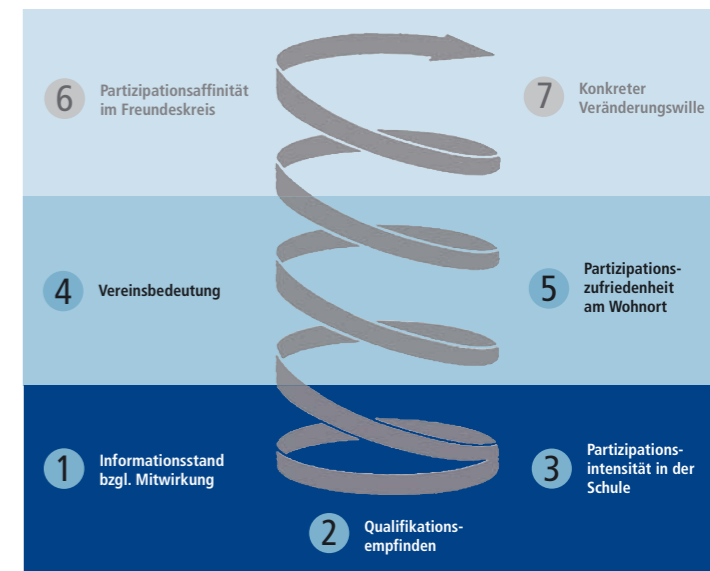 6
Partizipationsaffinität
im Freundeskreis
7
Konkreter
Veränderungswille
4
Vereinsbedeutung
5
Partizipations-
zufriedenheit
am Wohnort
1
Informationsstand
bzgl. Mitwirkung
2
Qualifikations-
empfinden
3
Partizipations-
intensität in der
Schule